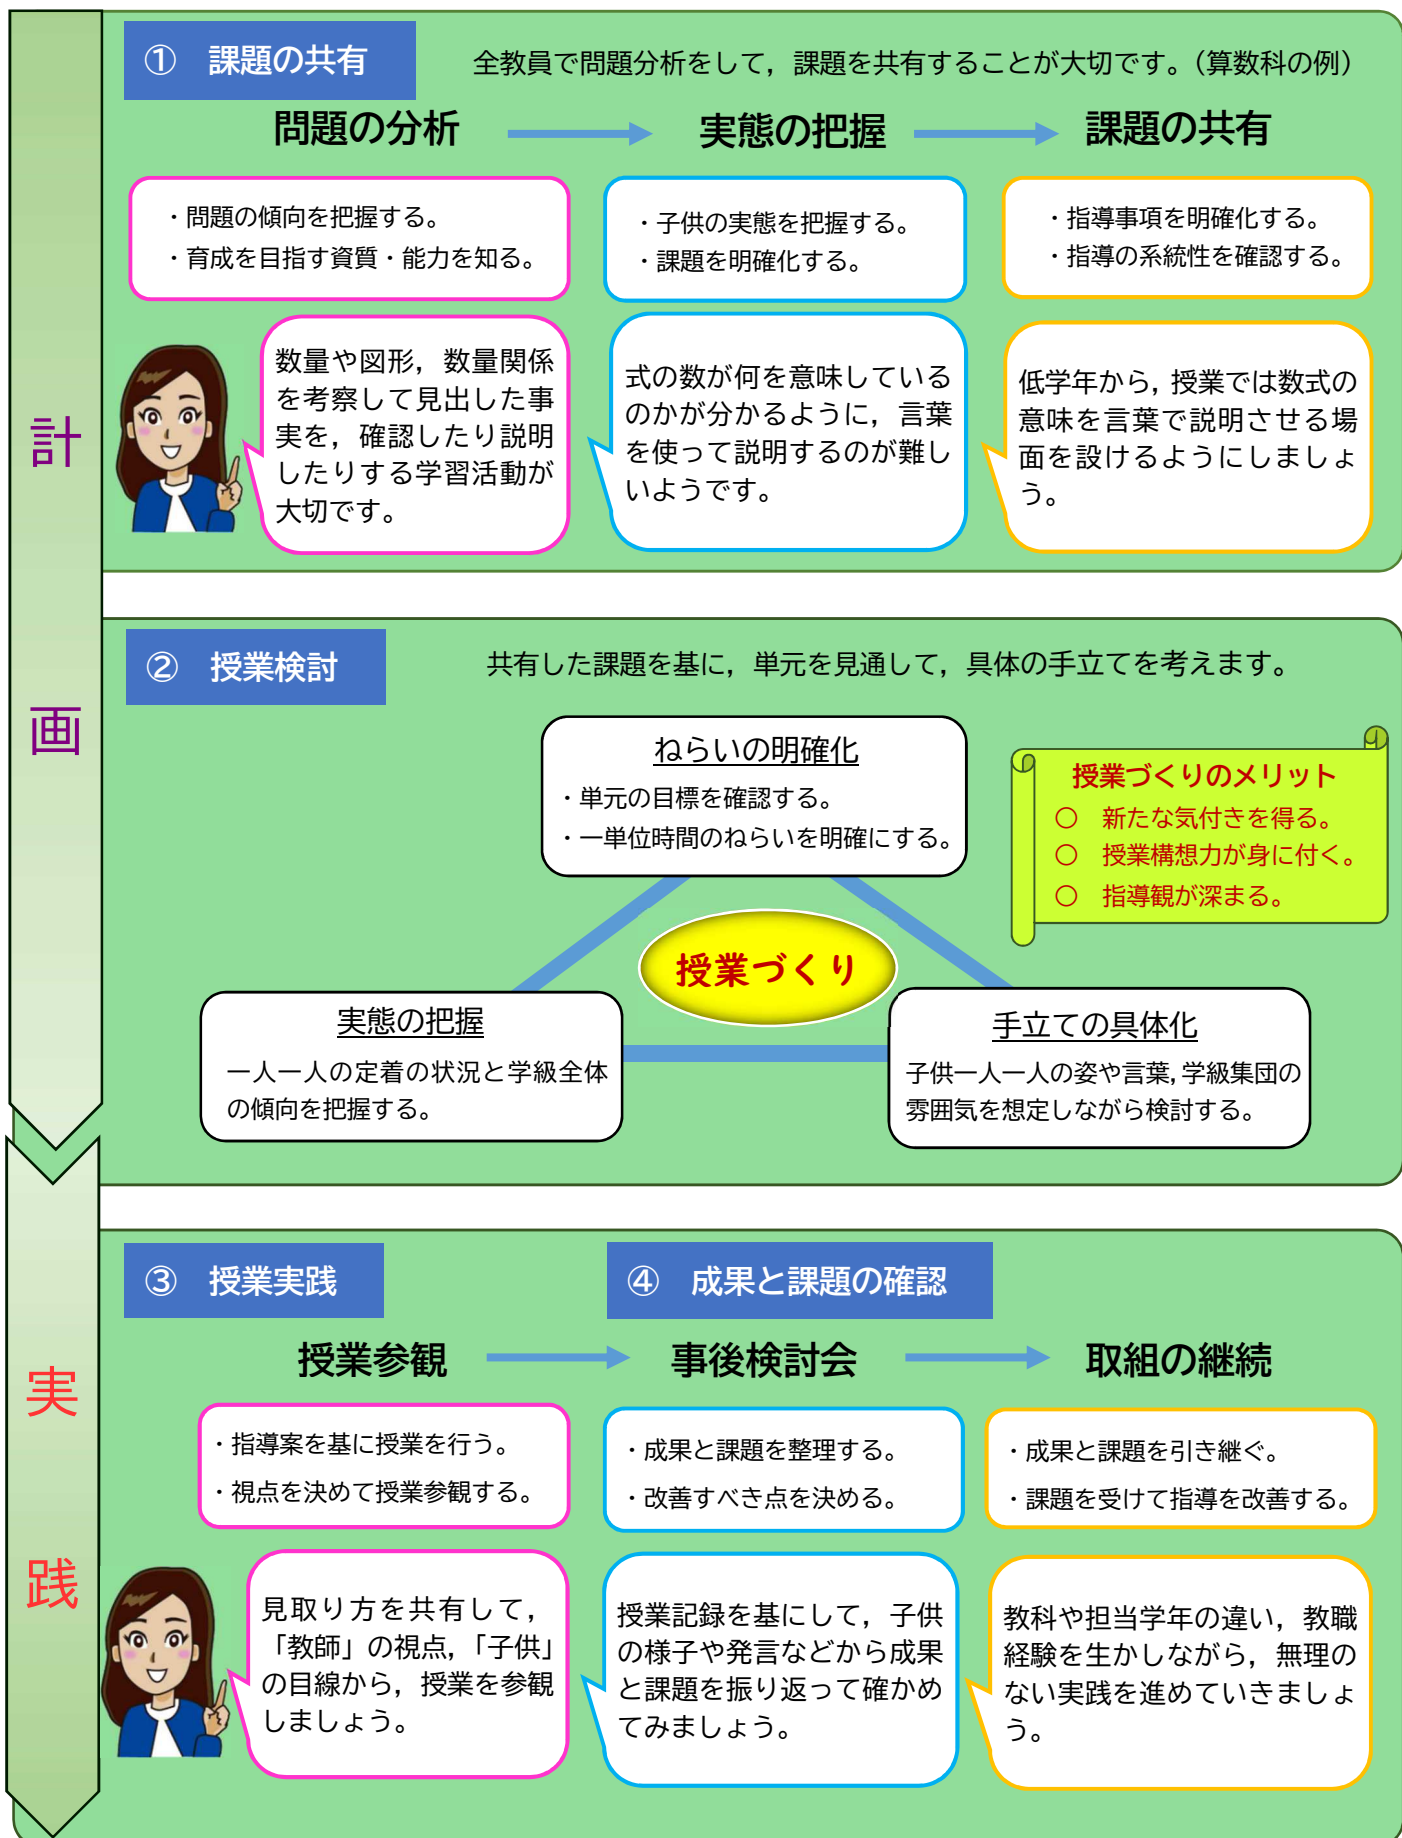 ① 課題の共有
全教員で問題分析をして，課題を共有することが大切です。（算数科の例）
問題の分析
実態の把握
課題の共有
・問題の傾向を把握する。
・育成を目指す資質・能力を知る。
・子供の実態を把握する。
・課題を明確化する。
・指導事項を明確化する。
・指導の系統性を確認する。
数量や図形，数量関係
を考察して見出した事
実を，確認したり説明
したりする学習活動が
大切です。
式の数が何を意味している
のかが分かるように，言葉
を使って説明するのが難し
いようです。
低学年から，授業では数式の
意味を言葉で説明させる場
面を設けるようにしましょ
う。
計
画
② 授業検討
共有した課題を基に，単元を見通して，具体の手立てを考えます。
ねらいの明確化
・単元の目標を確認する。
・一単位時間のねらいを明確にする。
授業づくりのメリット
○ 新たな気付きを得る。
○ 授業構想力が身に付く。
○ 指導観が深まる。
授業づくり
実態の把握
一人一人の定着の状況と学級全体
の傾向を把握する。
手立ての具体化
子供一人一人の姿や言葉，学級集団の
雰囲気を想定しながら検討する。
実
践
③ 授業実践
④ 成果と課題の確認
授業参観
事後検討会
取組の継続
・指導案を基に授業を行う。
・視点を決めて授業参観する。
・成果と課題を整理する。
・改善すべき点を決める。
・成果と課題を引き継ぐ。
・課題を受けて指導を改善する。
見取り方を共有して，
「教師」の視点，「子供」
の目線から，授業を参観
しましょう。
授業記録を基にして，子供
の様子や発言などから成果
と課題を振り返って確かめ
てみましょう。
教科や担当学年の違い，教職
経験を生かしながら，無理の
ない実践を進めていきましょ
う。